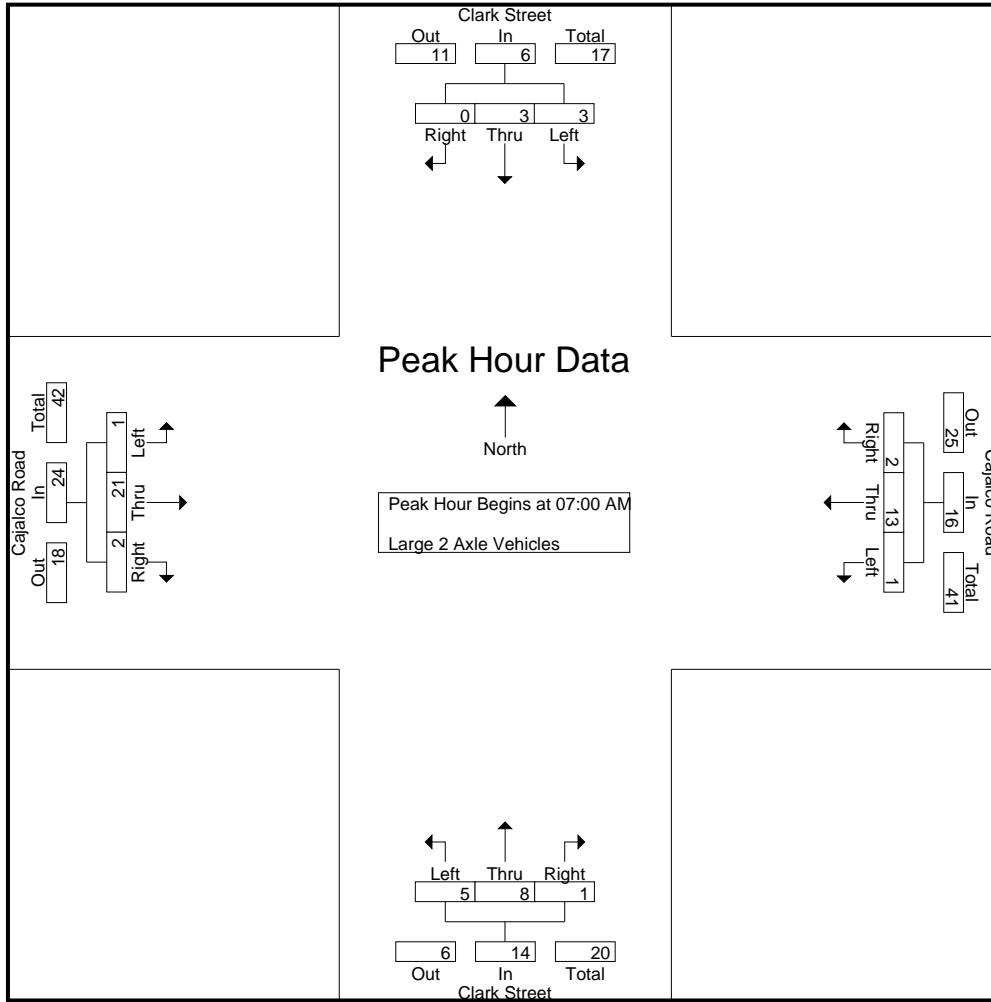 Clark Street
Out In Total
11 6 17
0 3 3
Right Thru Left
Peak Hour Data
North
Peak Hour Begins at 07:00 AM
Large 2 Axle Vehicles
Cajalco Road
Out In Total
18 24 42
Right Thru Left
2 21 1
Cajalco Road
Out In Total
25 16 41
Right Thru Left
2 13 1
Left Thru Right
5 8 1
6 14 20
Out In Total
Clark Street